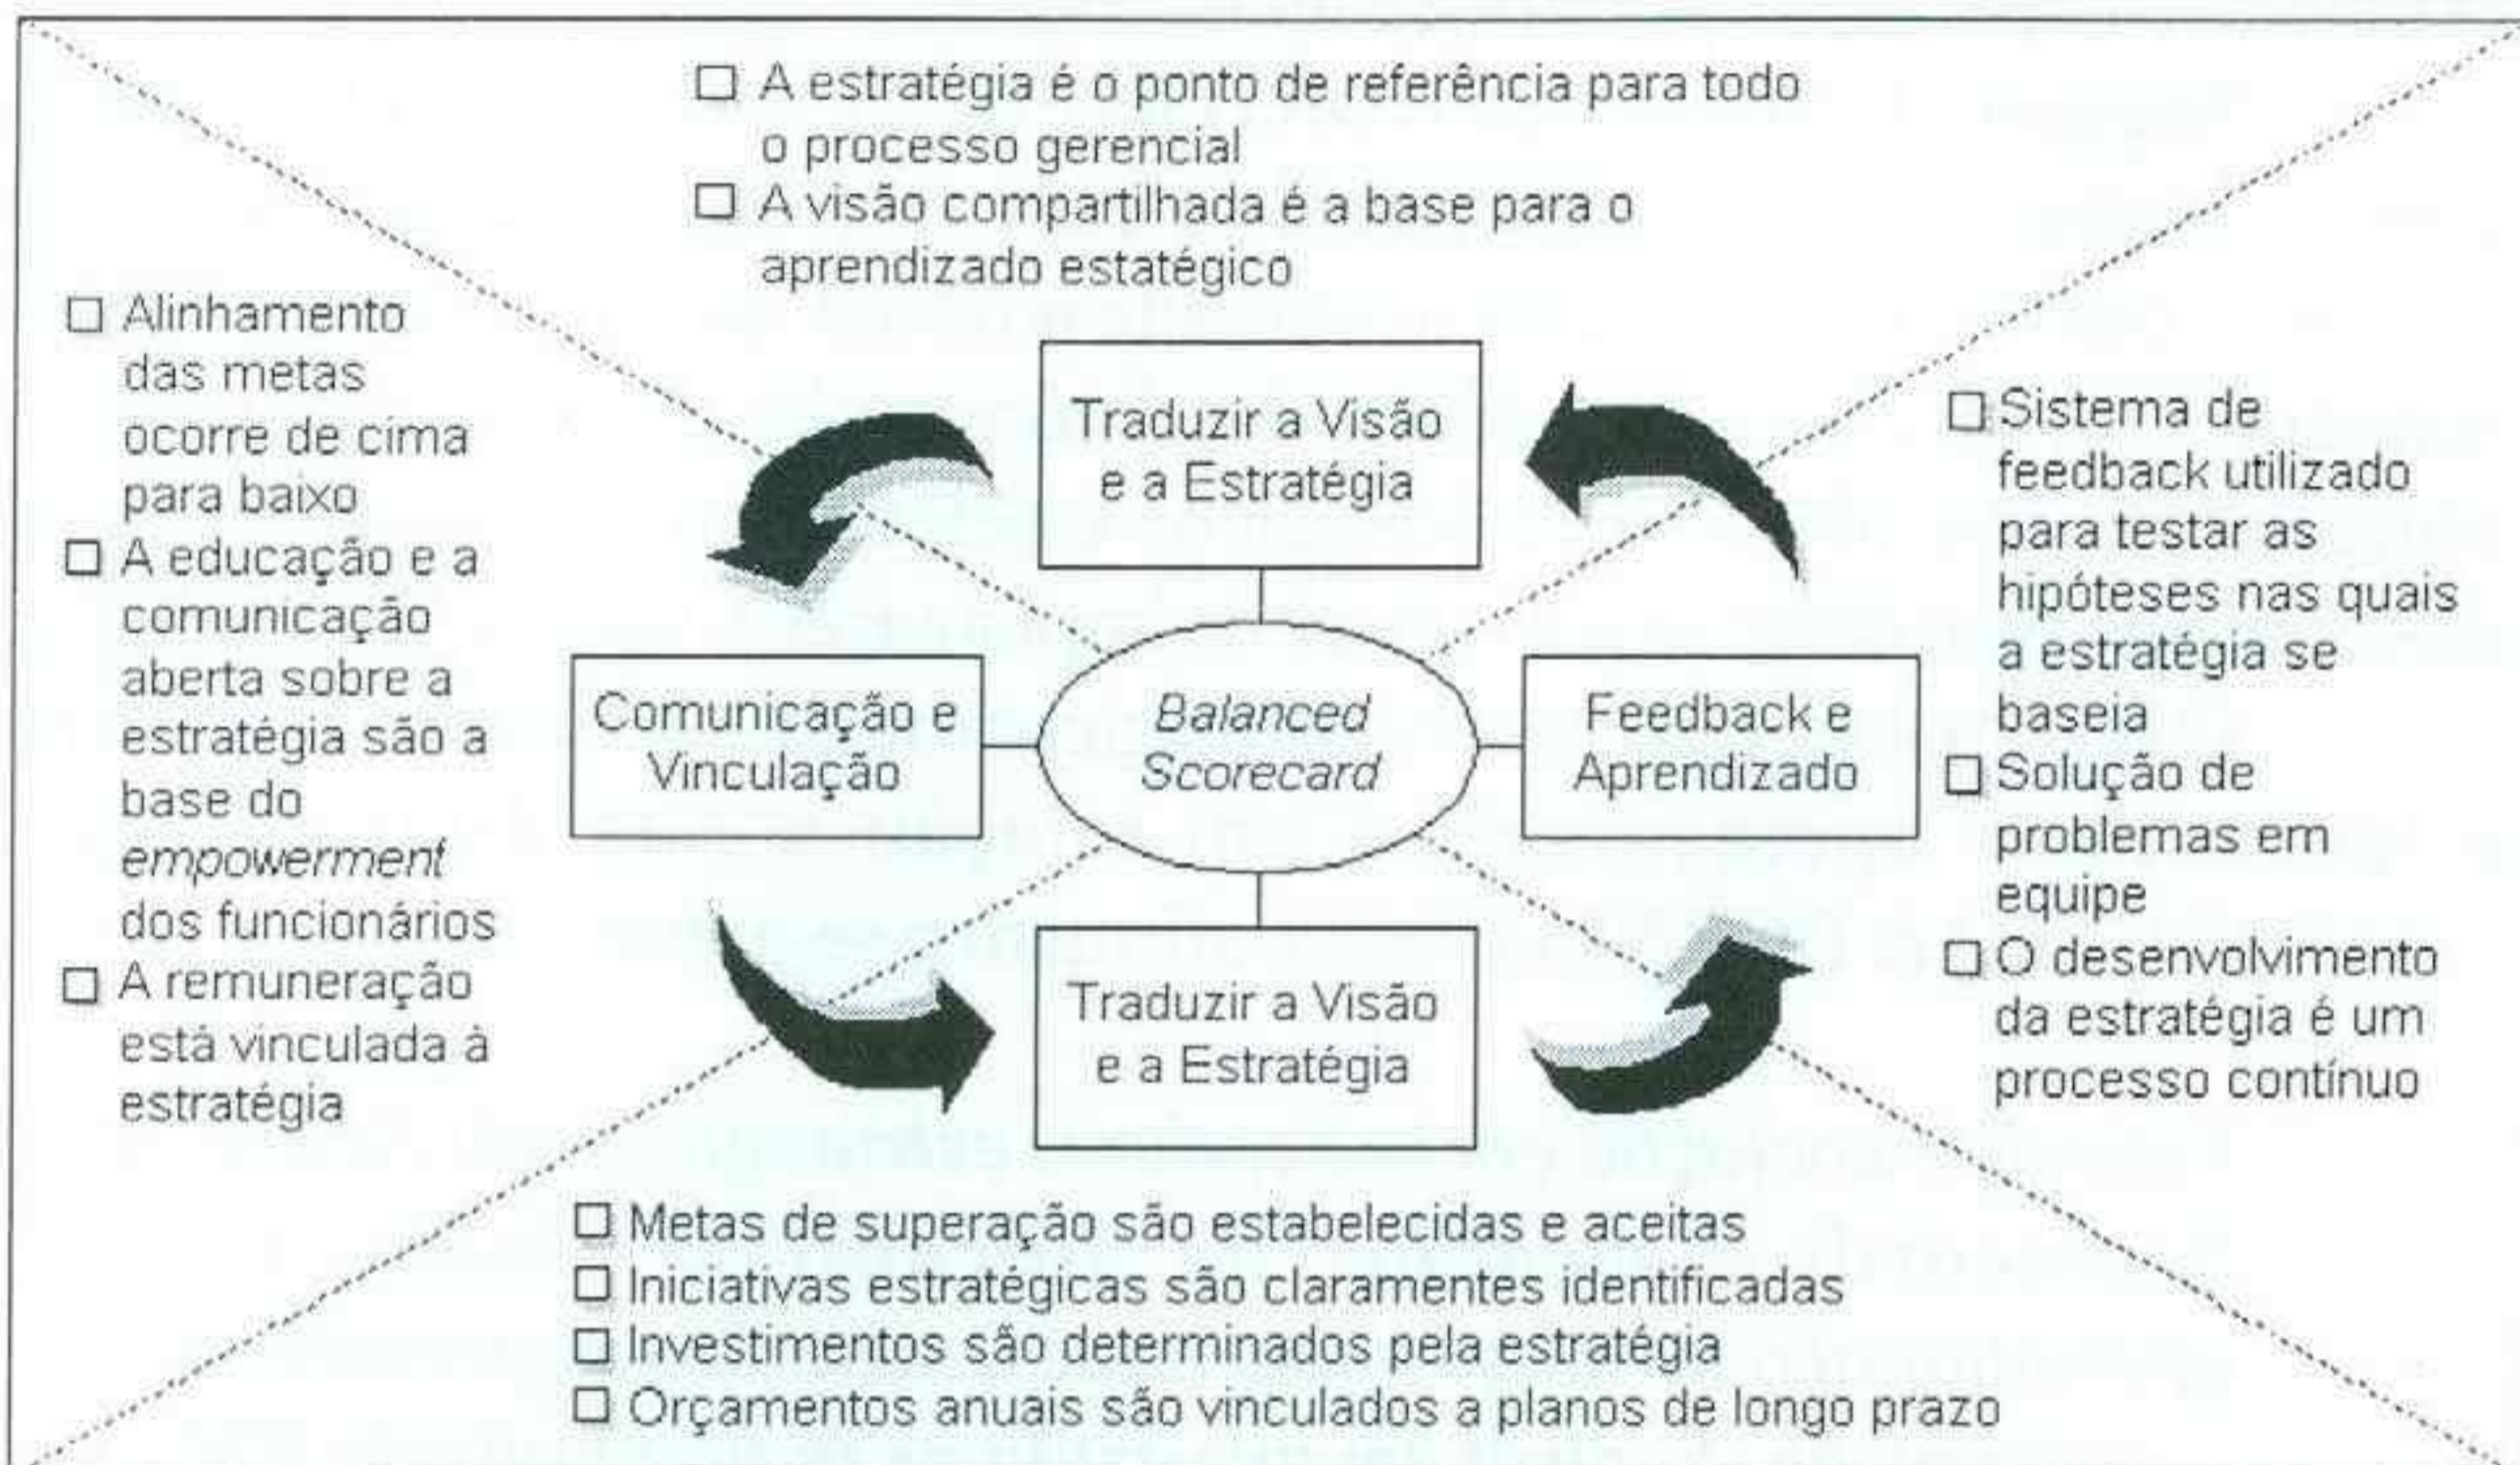 □ A estratégia é o ponto de referência para todo
o processo gerencial
□ A visão compartilhada é a base para o
aprendizado estatégico
□ Alinhamento
das metas
ocorre de cima
para baixo
□ A educação e a
comunicação
aberta sobre a
estratégia são a
base do
empowerment
dos funcionários
□ A remuneração
está vinculada à
estratégia
Traduzir a Visão
e a Estratégia
Comunicação e
Vinculação
Balanced
Scorecard
Feedback e
Aprendizado
Traduzir a Visão
e a Estratégia
□ Sistema de
feedback utilizado
para testar as
hipóteses nas quais
a estratégia se
baseia
□ Solução de
problemas em
equipe
□ O desenvolvimento
da estratégia é um
processo contínuo
□ Metas de superação são estabelecidas e aceitas
□ Iniciativas estratégicas são claramentes identificadas
□ Investimentos são determinados pela estratégia
□ Orçamentos anuais são vinculados a planos de longo prazo